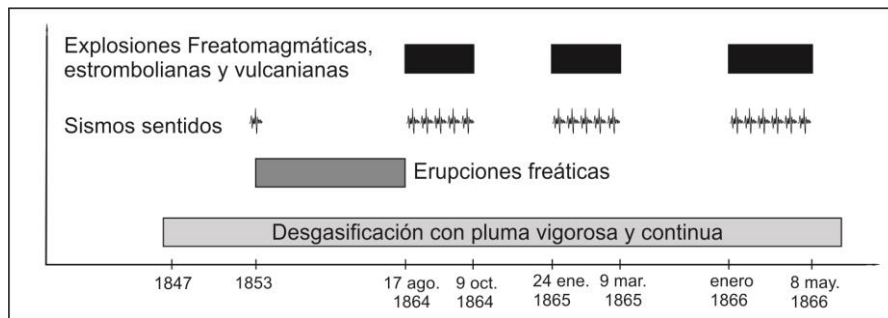 Explosiones Freatomagmáticas,
estrombolianas y vulcanianas
Sismos sentidos
Erupciones freáticas
Desgasificación con pluma vigorosa y continua
1847
1853
17 ago.
1864
9 oct.
1864
24 ene.
1865
9 mar.
1865
enero
1866
8 may.
1866